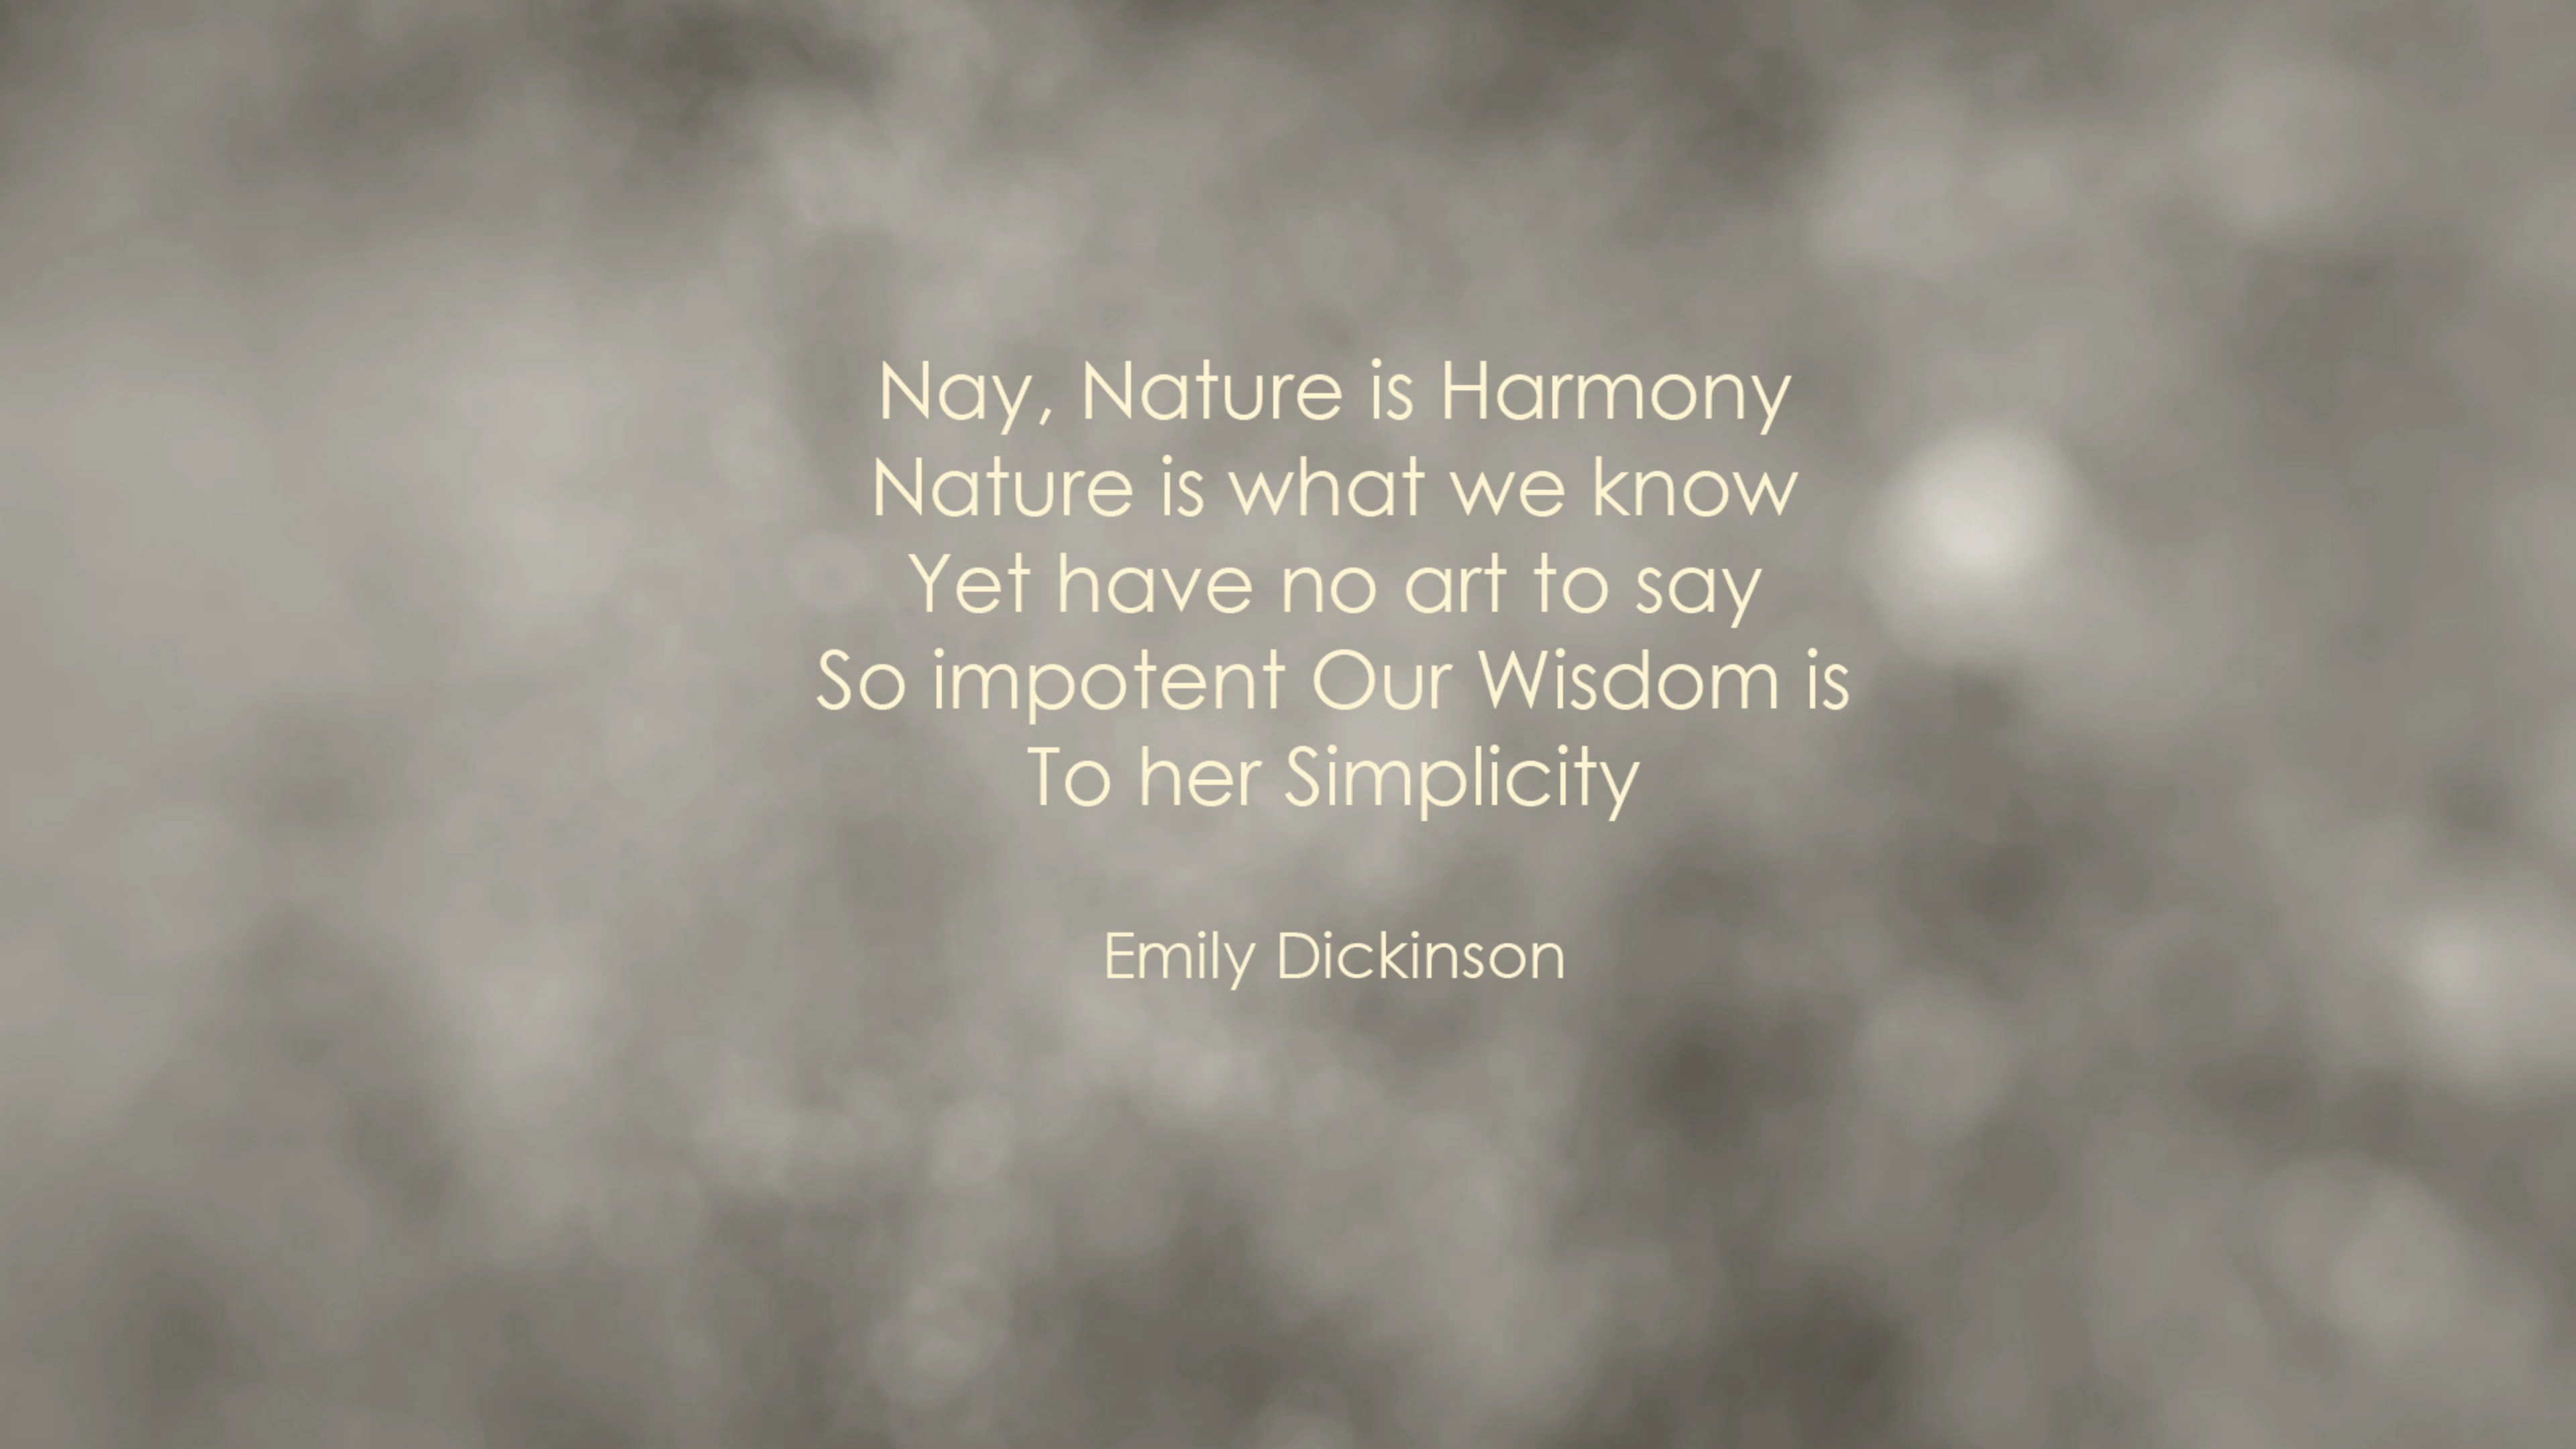 Nay, Nature is Harmony
Nature is what we know
Yet have no art to say
So impotent Our Wisdom is
To her Simplicity
Emily Dickinson